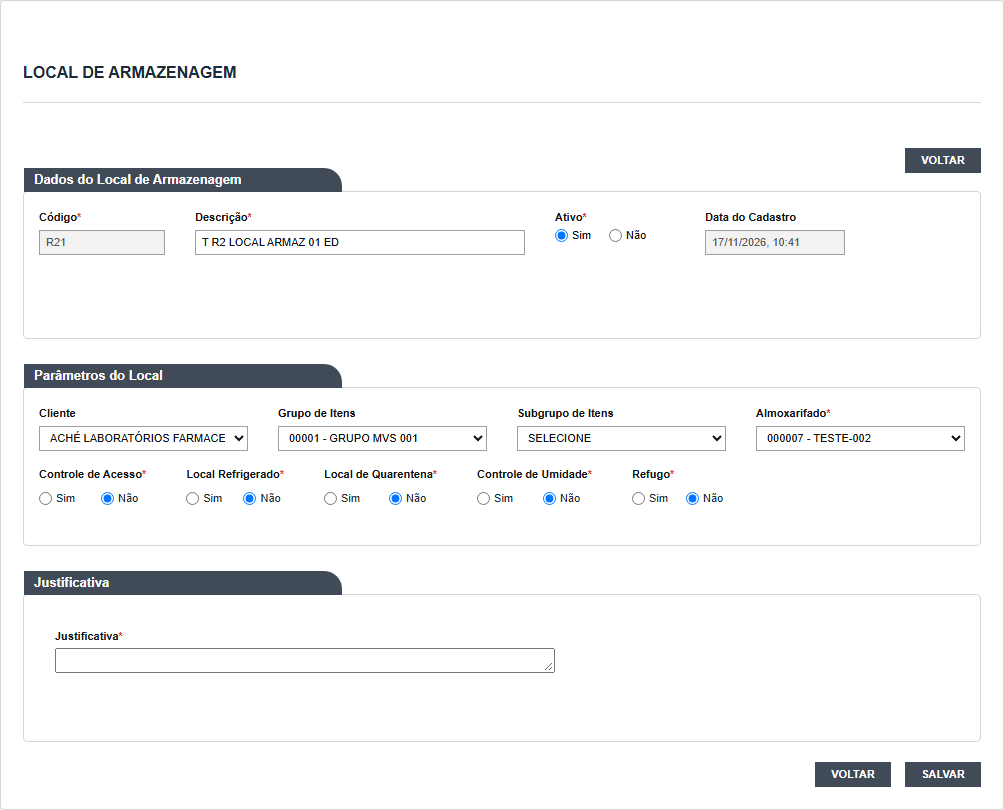 LOCAL DE ARMAZENAGEM
VOLTAR
Dados do Local de Armazenagem
Código* Descrição* Ativo* Data do Cadastro
R21 T R2 LOCAL ARMAZ 01 ED Sim Não 17/11/2026, 10:41
Parâmetros do Local
Cliente Grupo de Itens Subgrupo de Itens Almoxarifado*
ACHÉ LABORATÓRIOS FARMACE 00001 - GRUPO MVS 001 SELECIONE 000007 - TESTE-002
Controle de Acesso* Local Refrigerado* Local de Quarentena* Controle de Umidade* Refugo*
Sim Não Sim Não Sim Não Sim Não Sim Não
Justificativa
Justificativa*
VOLTAR SALVAR